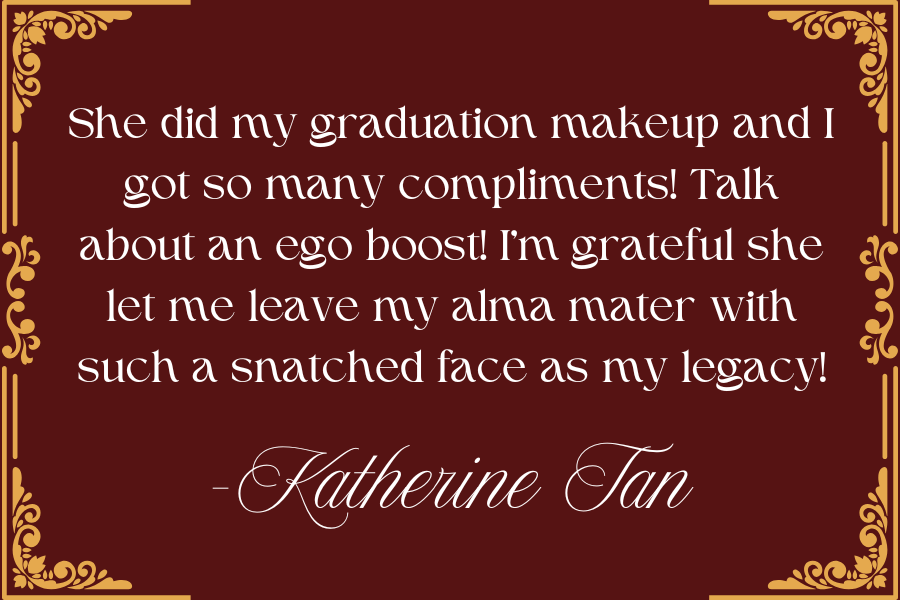 She did my graduation makeup and I
got so many compliments! Talk
about an ego boost! I'm grateful she
let me leave my alma mater with
such a snatched face as my legacy!
-Katherine Tan